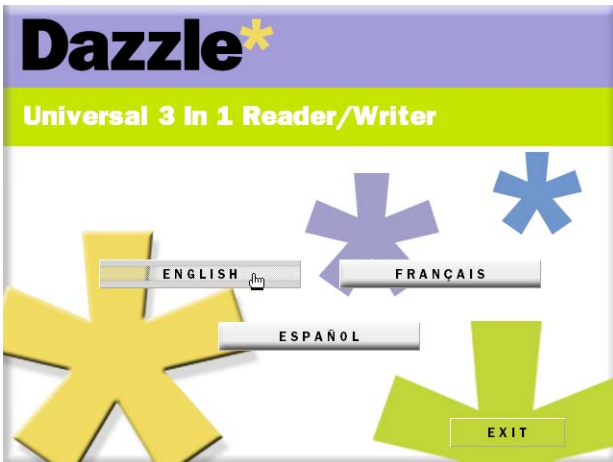 Dazzle*
Universal 3 In 1 Reader/Writer
ENGLISH
FRANÇAIS
ESPAÑOL
EXIT